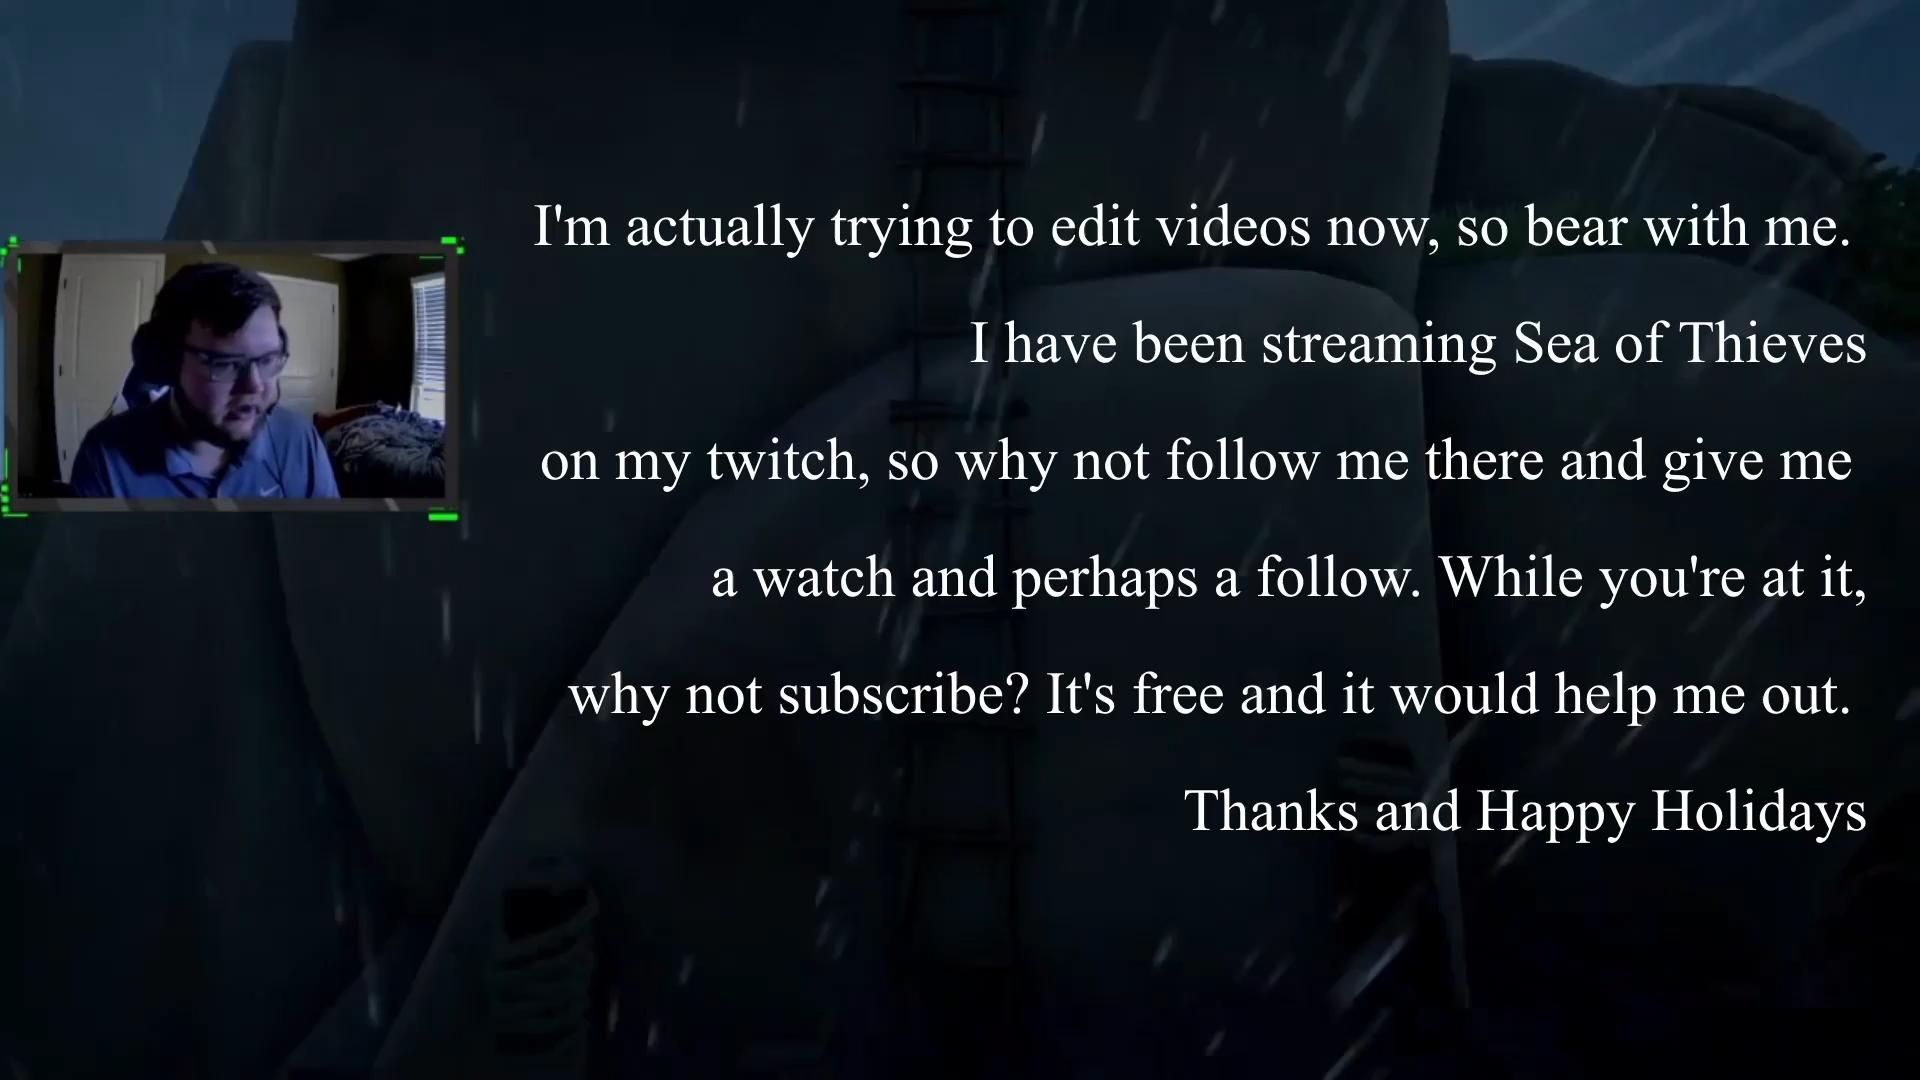 I'm actually trying to edit videos now, so bear with me.
I have been streaming Sea of Thieves
on my twitch, so why not follow me there and give me
a watch and perhaps a follow. While you're at it,
why not subscribe? It's free and it would help me out.
Thanks and Happy Holidays